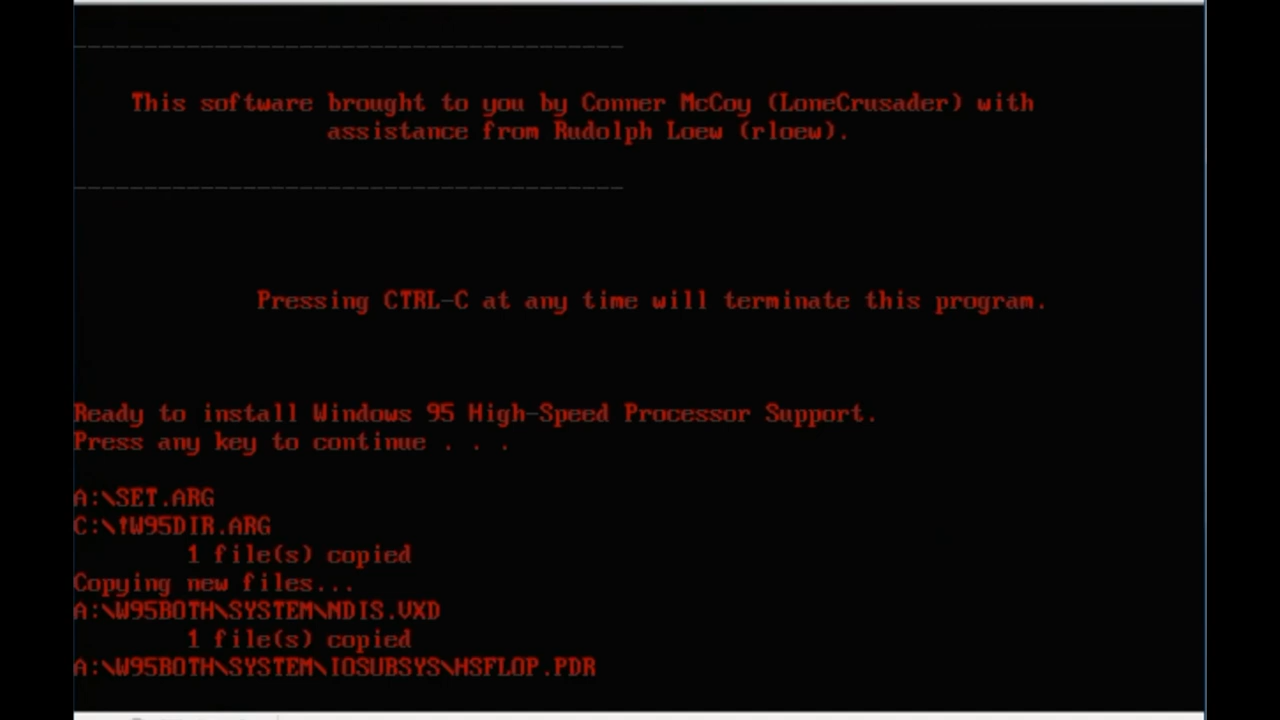 This software brought to you by Conner McCoy (LoneCrusader) with
assistance from Rudolph Loew (rloew).
Pressing CTRL-C at any time will terminate this program.
Ready to install Windows 95 High-Speed Processor Support.
Press any key to continue . . .
A:\SET.ARG
C:\!W95DIR.ARG
1 file(s) copied
Copying new files...
A:\W95BOTH\SYSTEM\NDIS.VXD
1 file(s) copied
A:\W95BOTH\SYSTEM\IOSUBSYS\HSFLOP.PDR